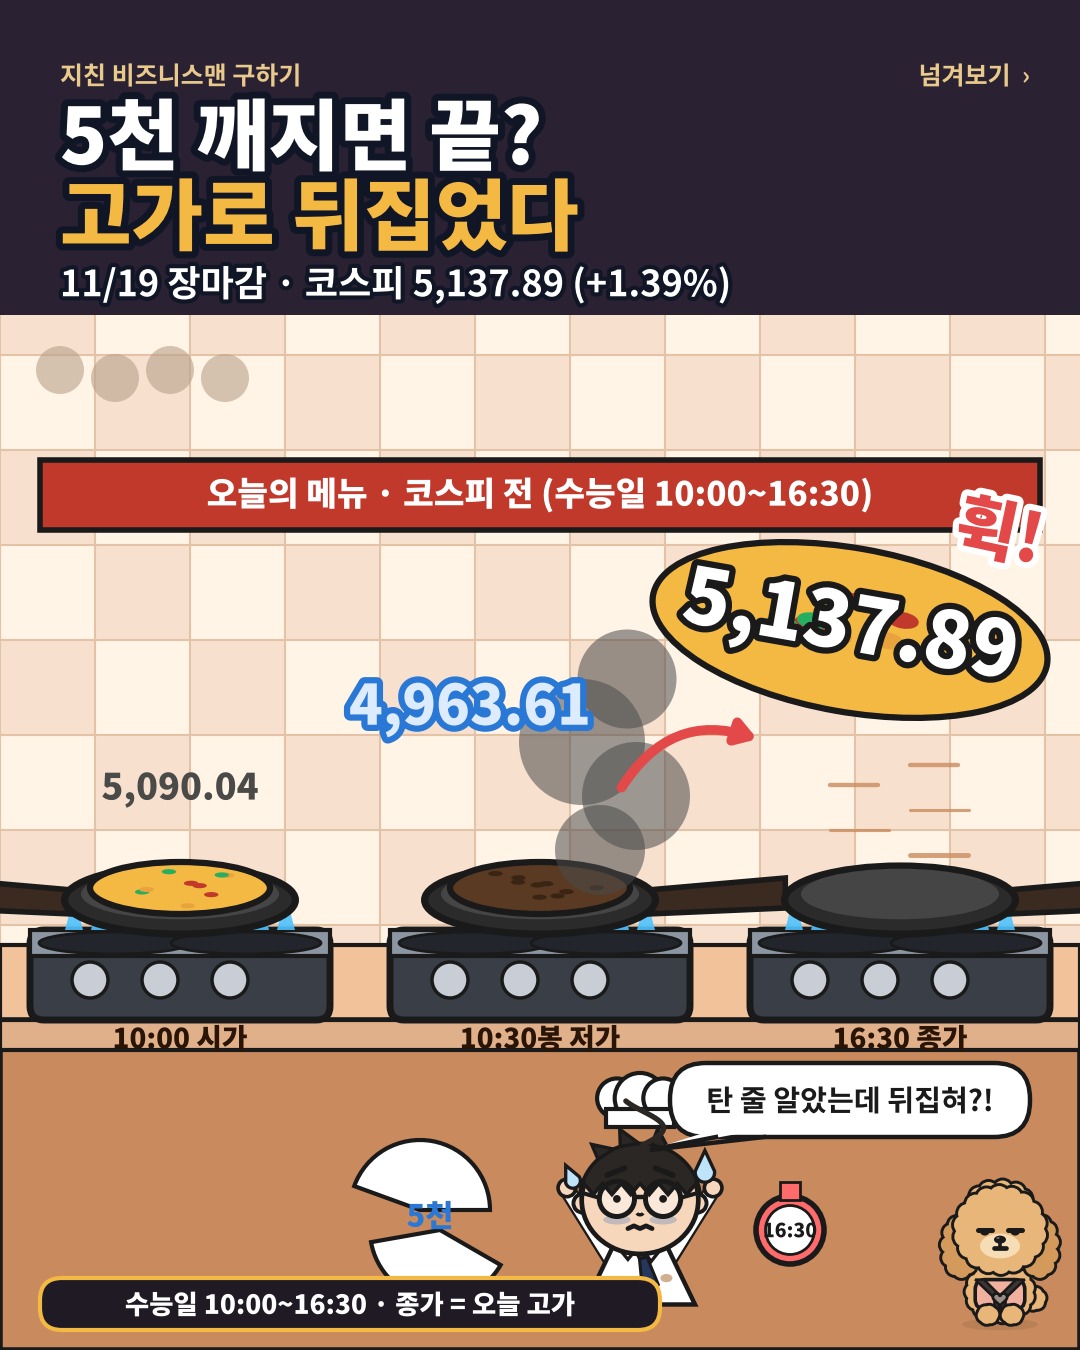 지친 비즈니스맨 구하기
넘겨보기 ›
5천 깨지면 끝?
고가로 뒤집었다
11/19 장마감 · 코스피 5,137.89 (+1.39%)
오늘의 메뉴 · 코스피 전 (수능일 10:00~16:30)
휙!
5,137.89
4,963.61
5,090.04
10:00 시가
10:30봉 저가
16:30 종가
탄 줄 알았는데 뒤집혀?!
5천
16:30
수능일 10:00~16:30 · 종가 = 오늘 고가